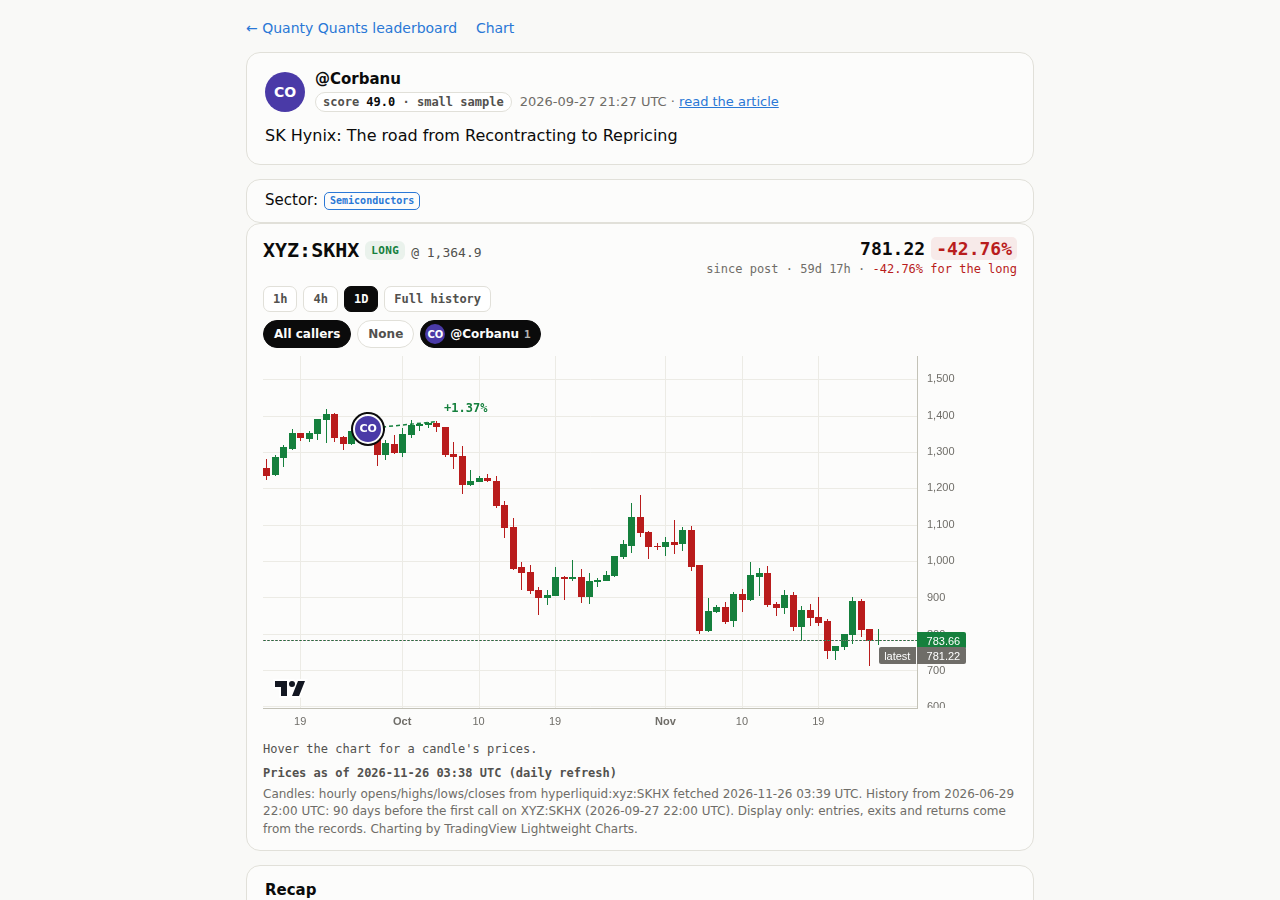 ← Quanty Quants leaderboard Chart
CO @Corbanu
score 49.0 · small sample 2026-09-27 21:27 UTC · read the article
SK Hynix: The road from Recontracting to Repricing
Sector: Semiconductors
XYZ:SKHX LONG @ 1,364.9 781.22 -42.76%
since post · 59d 17h · -42.76% for the long
1h 4h 1D Full history
All callers None CO @Corbanu 1
1,500
+1.37%
1,400
CO
1,300
1,200
1,100
1,000
900
800
783.66
latest 781.22
700
600
19 Oct 10 19 Nov 10 19
Hover the chart for a candle's prices.
Prices as of 2026-11-26 03:38 UTC (daily refresh)
Candles: hourly opens/highs/lows/closes from hyperliquid:xyz:SKHX fetched 2026-11-26 03:39 UTC. History from 2026-06-29
22:00 UTC: 90 days before the first call on XYZ:SKHX (2026-09-27 22:00 UTC). Display only: entries, exits and returns come
from the records. Charting by TradingView Lightweight Charts.
Recap